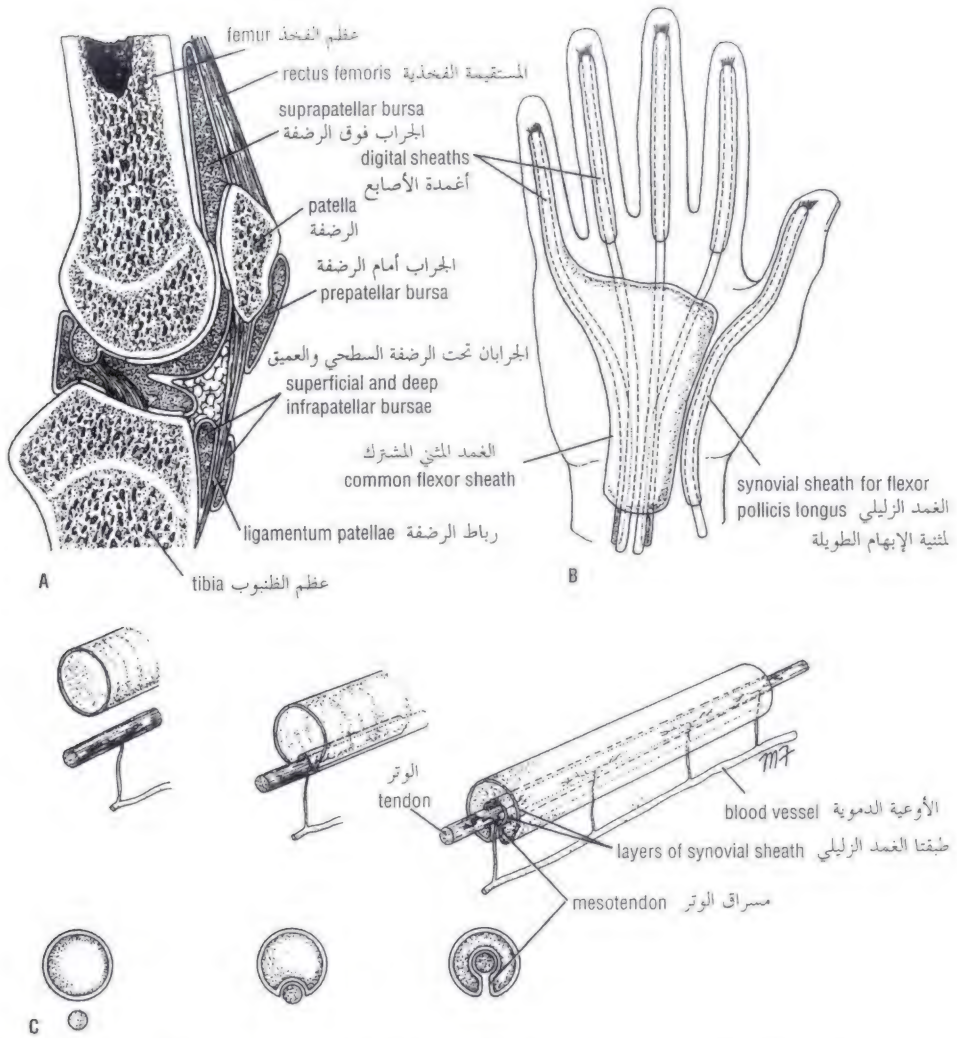 femur عظم الفخذ
rectus femoris المستقيمة الفخذية
suprapatellar bursa
الجراب فوق الرضفة
digital sheaths
أغمدة الأصابع
patella
الرضفة
الجراب أمام الرضفة
prepatellar bursa
الجرابان تحت الرضفة السطحي والعميق
superficial and deep
infrapatellar bursae
الغمد المثني المشترك
common flexor sheath
synovial sheath for flexor
pollicis longus الغمد الزليلي
لمثنية الإبهام الطويلة
ligamentum patellae رباط الرضفة
tibia عظم الظنبوب
A
B
الوتر
tendon
MF
blood vessel الأوعية الدموية
layers of synovial sheath طبقتا الغمد الزليلي
mesotendon مسراق الوتر
C